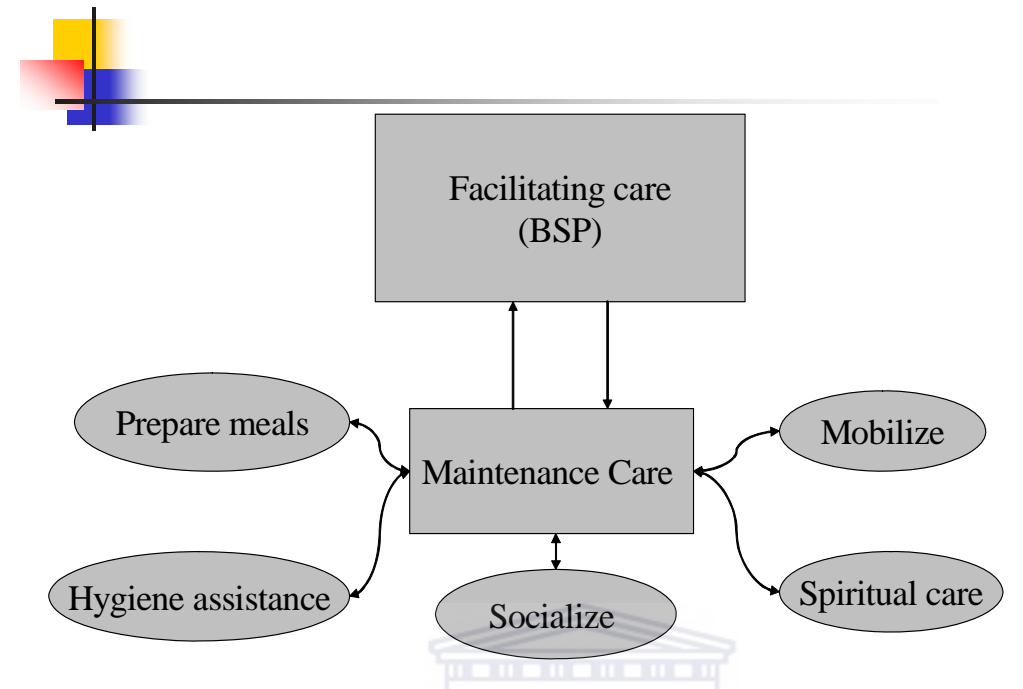 Facilitating care
(BSP)
Prepare meals
Mobilize
Maintenance Care
Hygiene assistance
Spiritual care
Socialize